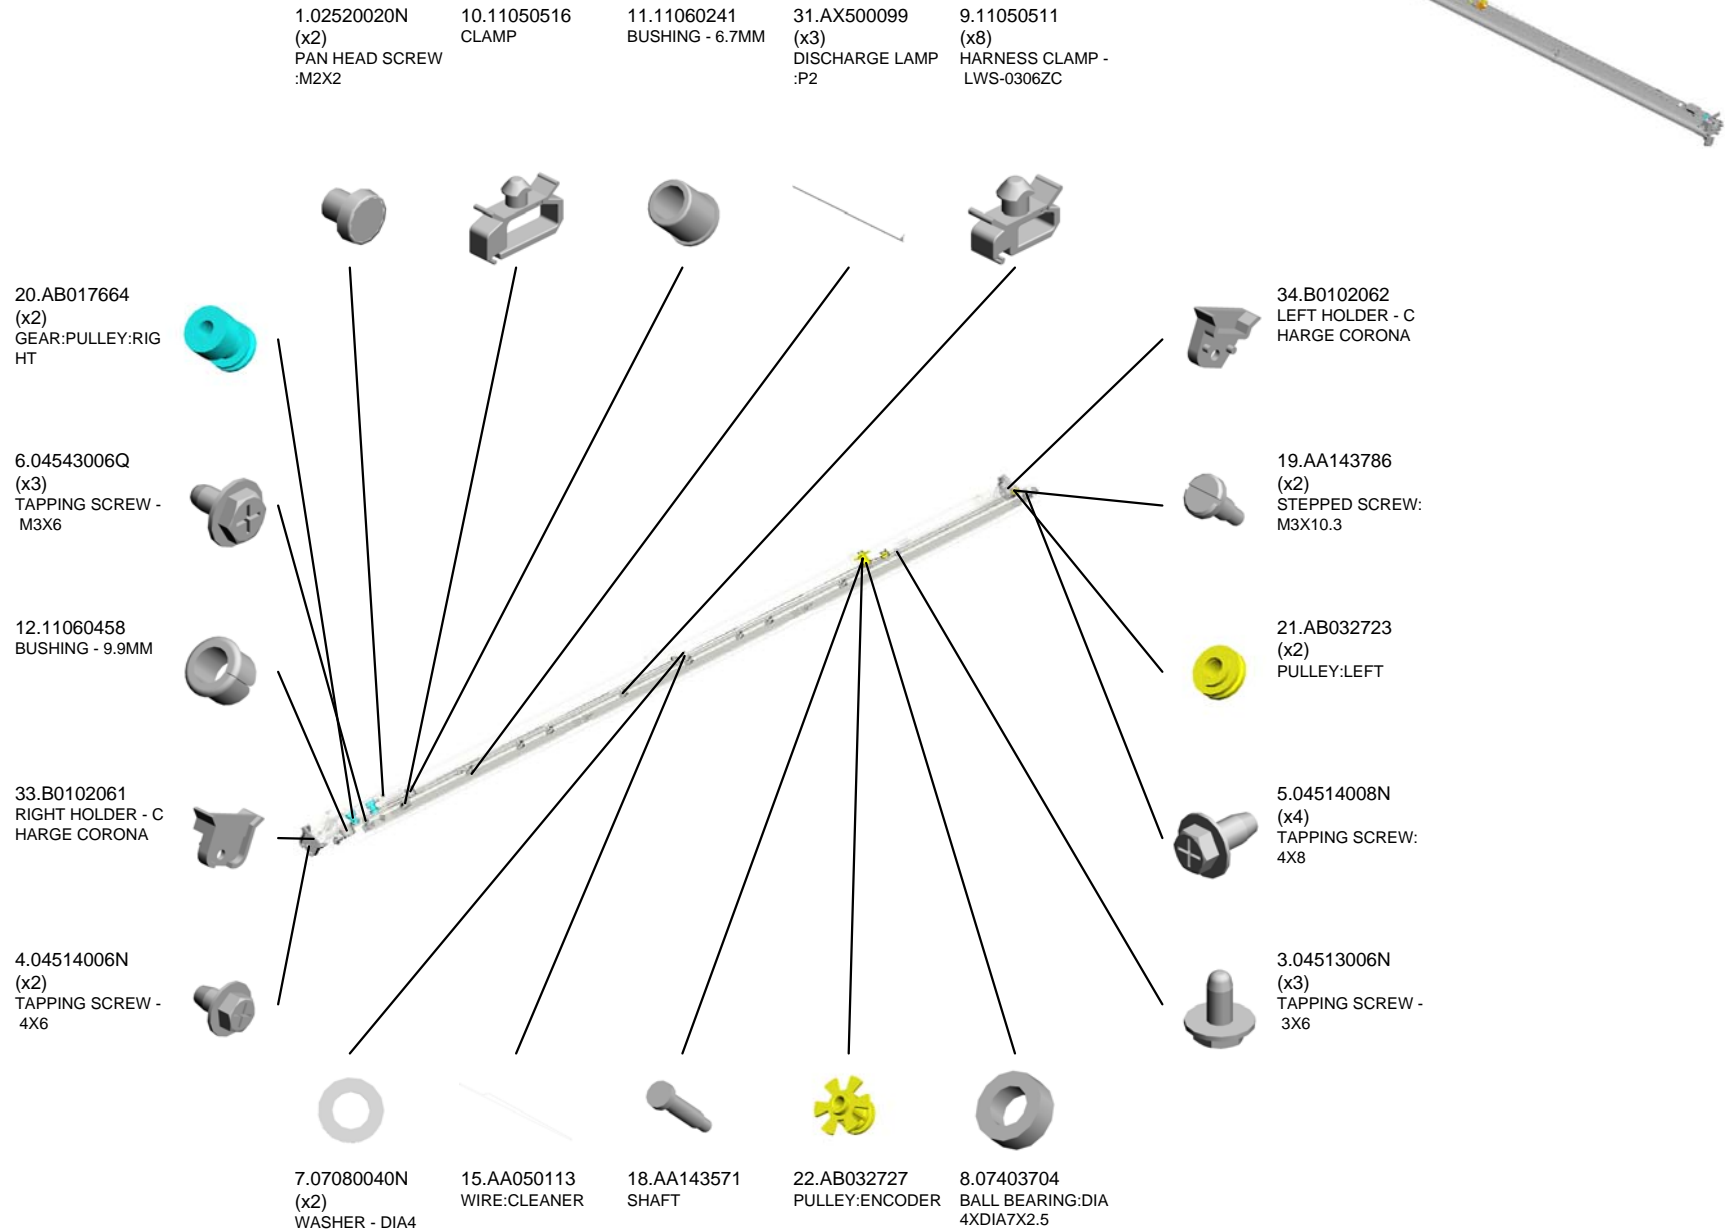 1.02520020N
(x2)
PAN HEAD SCREW
:M2X2
10.11050516
CLAMP
11.11060241
BUSHING - 6.7MM
31.AX500099
(x3)
DISCHARGE LAMP
:P2
9.11050511
(x8)
HARNESS CLAMP -
LWS-0306ZC
20.AB017664
(x2)
GEAR:PULLEY:RIG
HT
6.04543006Q
(x3)
TAPPING SCREW -
M3X6
12.11060458
BUSHING - 9.9MM
33.B0102061
RIGHT HOLDER - C
HARGE CORONA
4.04514006N
(x2)
TAPPING SCREW -
4X6
34.B0102062
LEFT HOLDER - C
HARGE CORONA
19.AA143786
(x2)
STEPPED SCREW:
M3X10.3
21.AB032723
(x2)
PULLEY:LEFT
5.04514008N
(x4)
TAPPING SCREW:
4X8
3.04513006N
(x3)
TAPPING SCREW -
3X6
7.07080040N
(x2)
WASHER - DIA4
15.AA050113
WIRE:CLEANER
18.AA143571
SHAFT
22.AB032727
PULLEY:ENCODER
8.07403704
BALL BEARING:DIA
4XDIA7X2.5